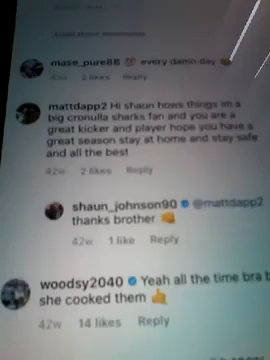 mase_pure88 💯 every damn day
42w 2 likes Reply
mattdapp2 Hi shaun hows things im a
big cronulla sharks fan and you are a
great kicker and player hope you have a
great season stay at home and stay safe
and all the best
42w 2 likes Reply
shaun_johnson90 @mattdapp2
thanks brother 👊
42w 1 like Reply
woodsy2040 Yeah all the time bra
she cooked them 👍
42w 14 likes Reply